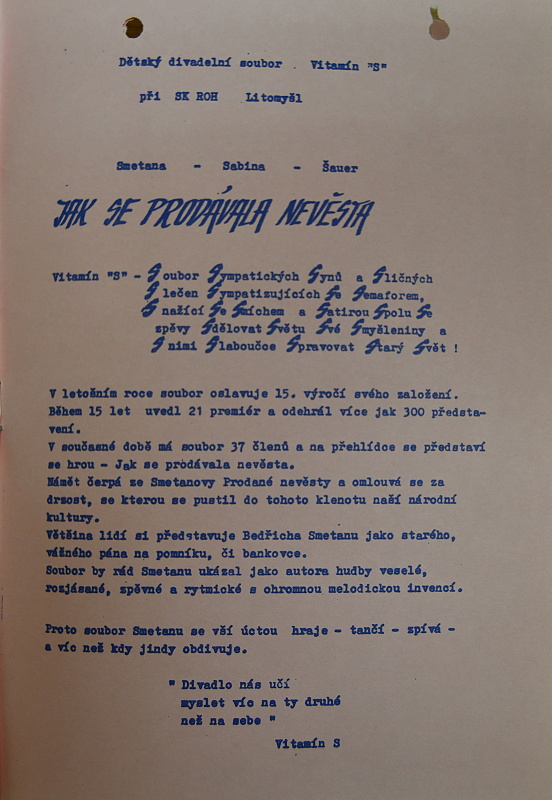 Dětský divadelní soubor  Vitamín "S"
při SK ROH Litomyšl
Smetana - Sabina - Šauer
JAK SE PRODÁVALA NEVĚSTA
Vitamín "S" - Soubor Sympatických Synů a Sličných
Slečen Sympatizujících Se Semaforem,
Snažící Se Smíchem a Satirou Spolu Se
zpěvy Sdělovat Světu Své Smyšleniny a
S nimi Slaboučce Spravovat Starý Svět !
V letošním roce soubor oslavuje 15. výročí svého založení.
Během 15 let uvedl 21 premiér a odehrál více jak 300 předsta-
vení.
V současné době má soubor 37 členů a na přehlídce se představí
se hrou - Jak se prodávala nevěsta.
Námět čerpá ze Smetanovy Prodané nevěsty a omlouvá se za
drzost, se kterou se pustil do tohoto klenotu naší národní
kultury.
Většina lidí si představuje Bedřicha Smetanu jako starého,
vážného pána na pomníku, či bankovce.
Soubor by rád Smetanu ukázal jako autora hudby veselé,
rozjásané, zpěvné a rytmické s ohromnou melodickou invencí.
Proto soubor Smetanu se vší úctou hraje - tančí - zpívá -
a víc než kdy jindy obdivuje.
" Divadlo nás učí
myslet víc na ty druhé
než na sebe "
Vitamín S